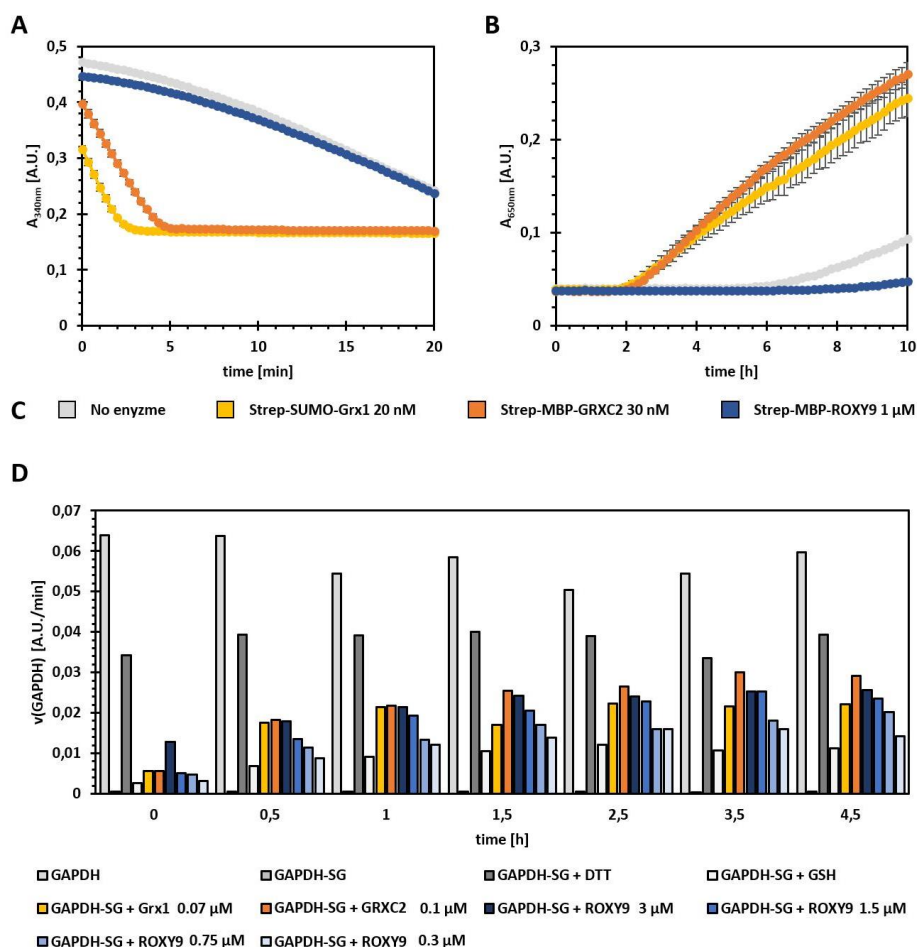 A
B
0,5
0,4
0,3
0,2
0,1
0
A340nm [A.U.]
0 5 10 15 20
time [min]
0,3
0,2
0,1
0
A650nm [A.U.]
0 2 4 6 8 10
time [h]
C
No enyzme Strep-SUMO-Grx1 20 nM Strep-MBP-GRXC2 30 nM Strep-MBP-ROXY9 1 µM
D
0,07
0,06
0,05
0,04
0,03
0,02
0,01
0
v(GAPDH) [A.U./min]
0 0,5 1 1,5 2,5 3,5 4,5
time [h]
GAPDH GAPDH-SG GAPDH-SG + DTT GAPDH-SG + GSH
GAPDH-SG + Grx1 0.07 µM GAPDH-SG + GRXC2 0.1 µM GAPDH-SG + ROXY9 3 µM GAPDH-SG + ROXY9 1.5 µM
GAPDH-SG + ROXY9 0.75 µM GAPDH-SG + ROXY9 0.3 µM